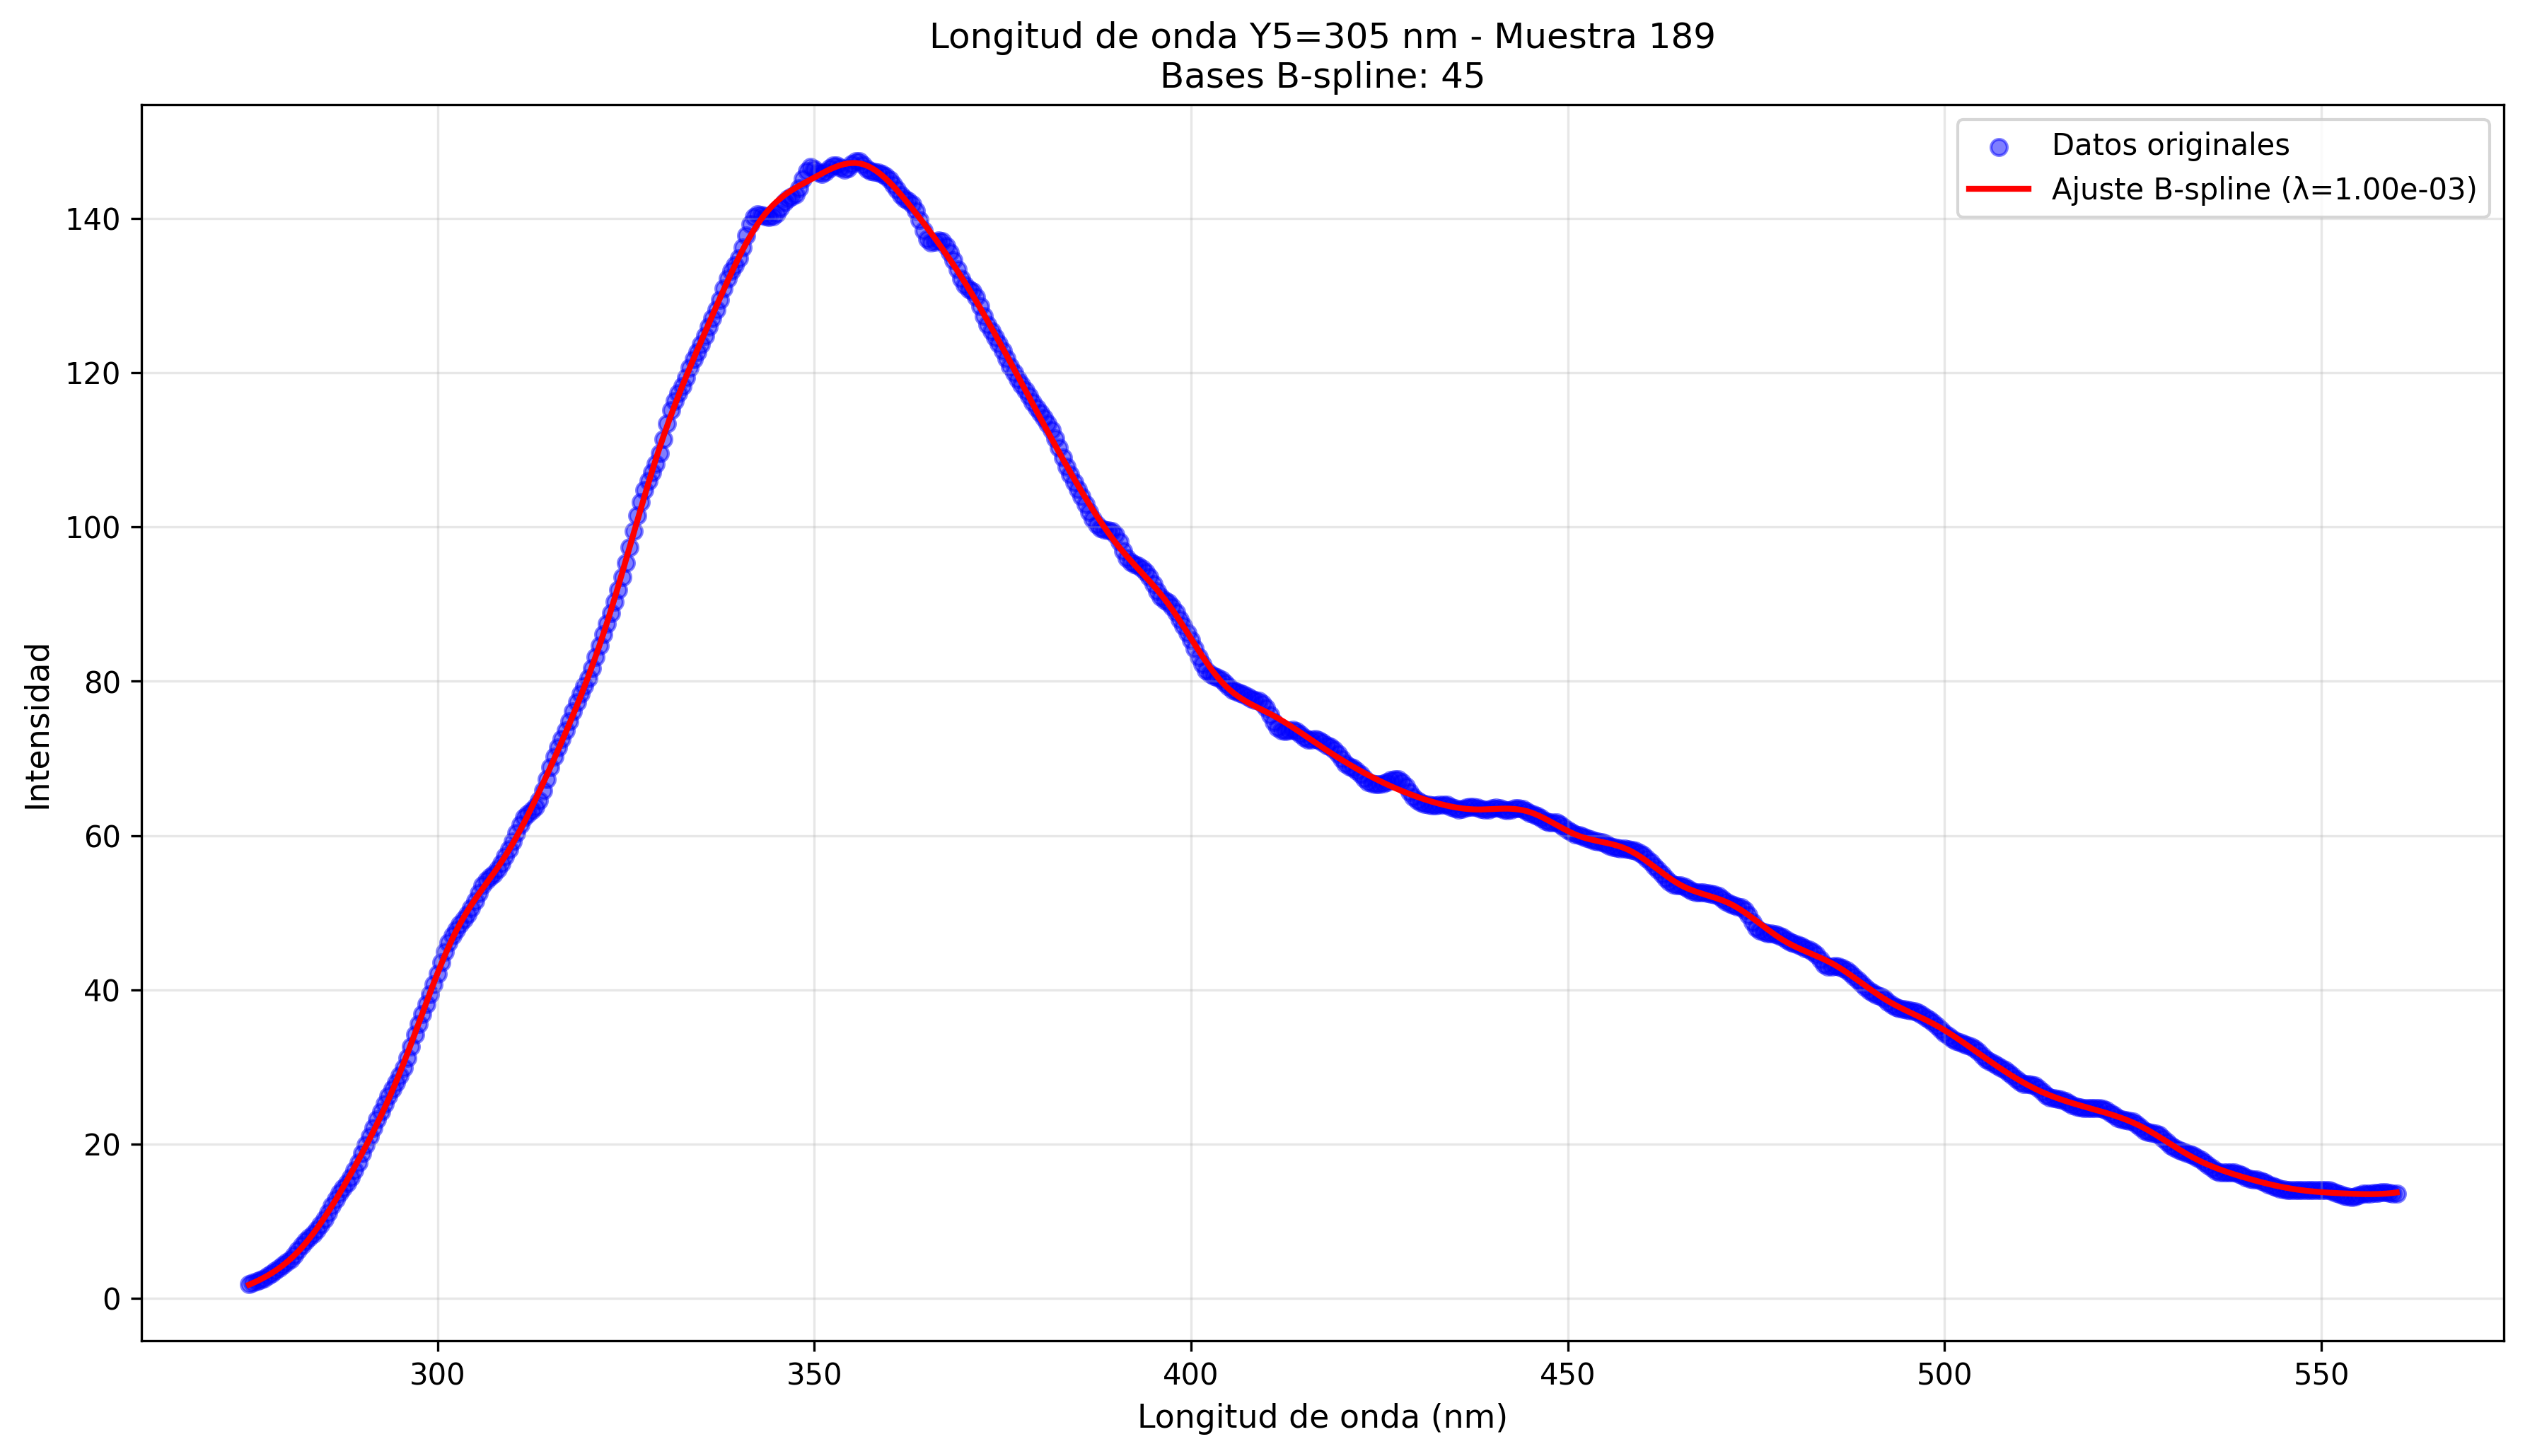 Longitud de onda Y5=305 nm - Muestra 189
Bases B-spline: 45
Datos originales
Ajuste B-spline (λ=1.00e-03)
Intensidad
140
120
100
80
60
40
20
0
300
350
400
450
500
550
Longitud de onda (nm)